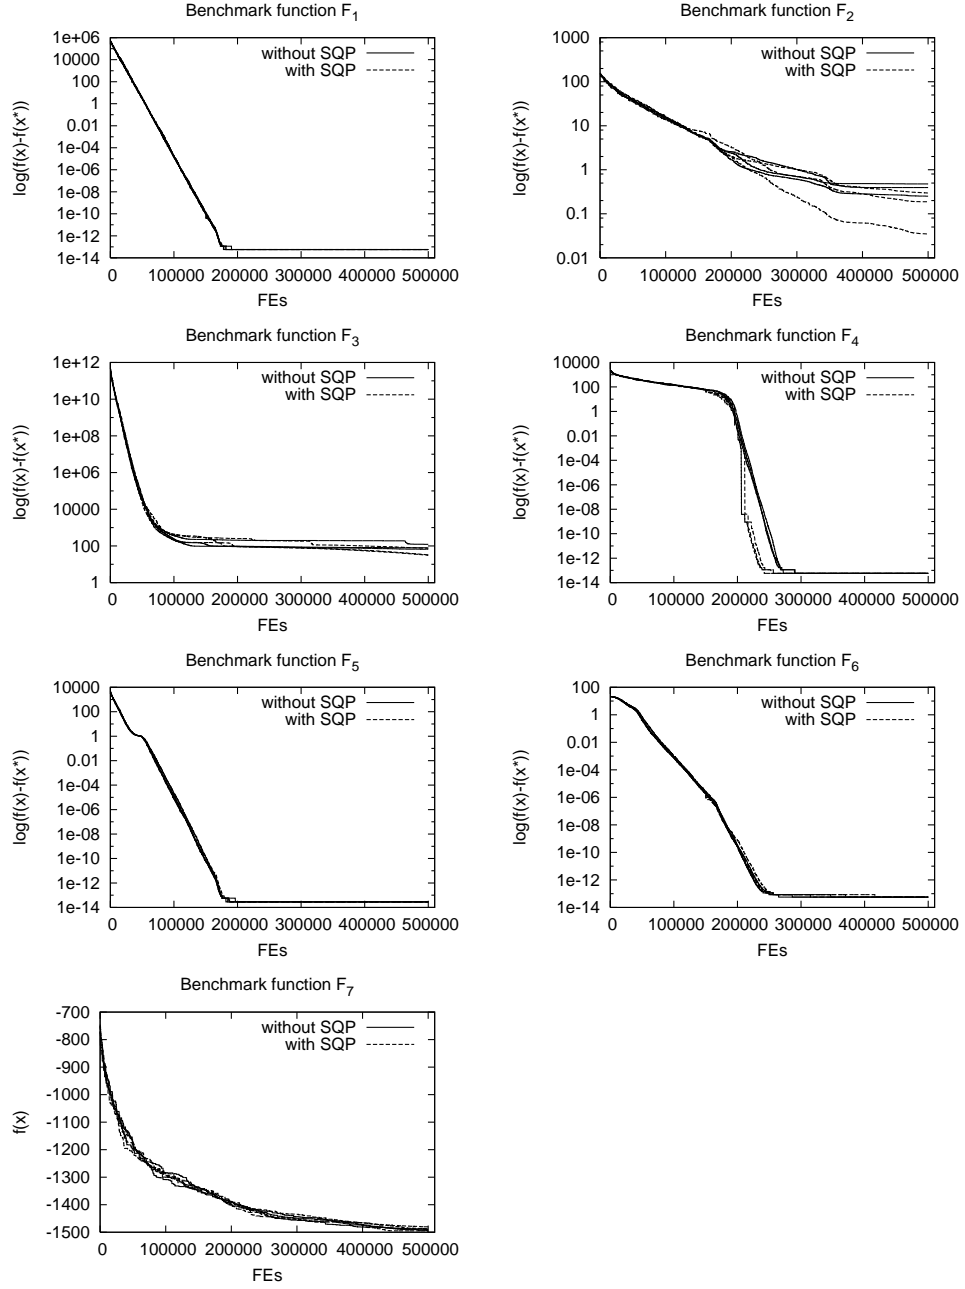 Benchmark function F1
log(f(x)-f(x*))
1e+06
10000
100
1
0.01
1e-04
1e-06
1e-08
1e-10
1e-12
1e-14
without SQP
with SQP
0 100000 200000 300000 400000 500000
FEs
Benchmark function F2
log(f(x)-f(x*))
1000
100
10
1
0.1
0.01
without SQP
with SQP
0 100000 200000 300000 400000 500000
FEs
Benchmark function F3
log(f(x)-f(x*))
1e+12
1e+10
1e+08
1e+06
10000
100
1
without SQP
with SQP
0 100000 200000 300000 400000 500000
FEs
Benchmark function F4
log(f(x)-f(x*))
10000
100
1
0.01
1e-04
1e-06
1e-08
1e-10
1e-12
1e-14
without SQP
with SQP
0 100000 200000 300000 400000 500000
FEs
Benchmark function F5
log(f(x)-f(x*))
10000
100
1
0.01
1e-04
1e-06
1e-08
1e-10
1e-12
1e-14
without SQP
with SQP
0 100000 200000 300000 400000 500000
FEs
Benchmark function F6
log(f(x)-f(x*))
100
1
0.01
1e-04
1e-06
1e-08
1e-10
1e-12
1e-14
without SQP
with SQP
0 100000 200000 300000 400000 500000
FEs
Benchmark function F7
f(x)
-700
-800
-900
-1000
-1100
-1200
-1300
-1400
-1500
without SQP
with SQP
0 100000 200000 300000 400000 500000
FEs